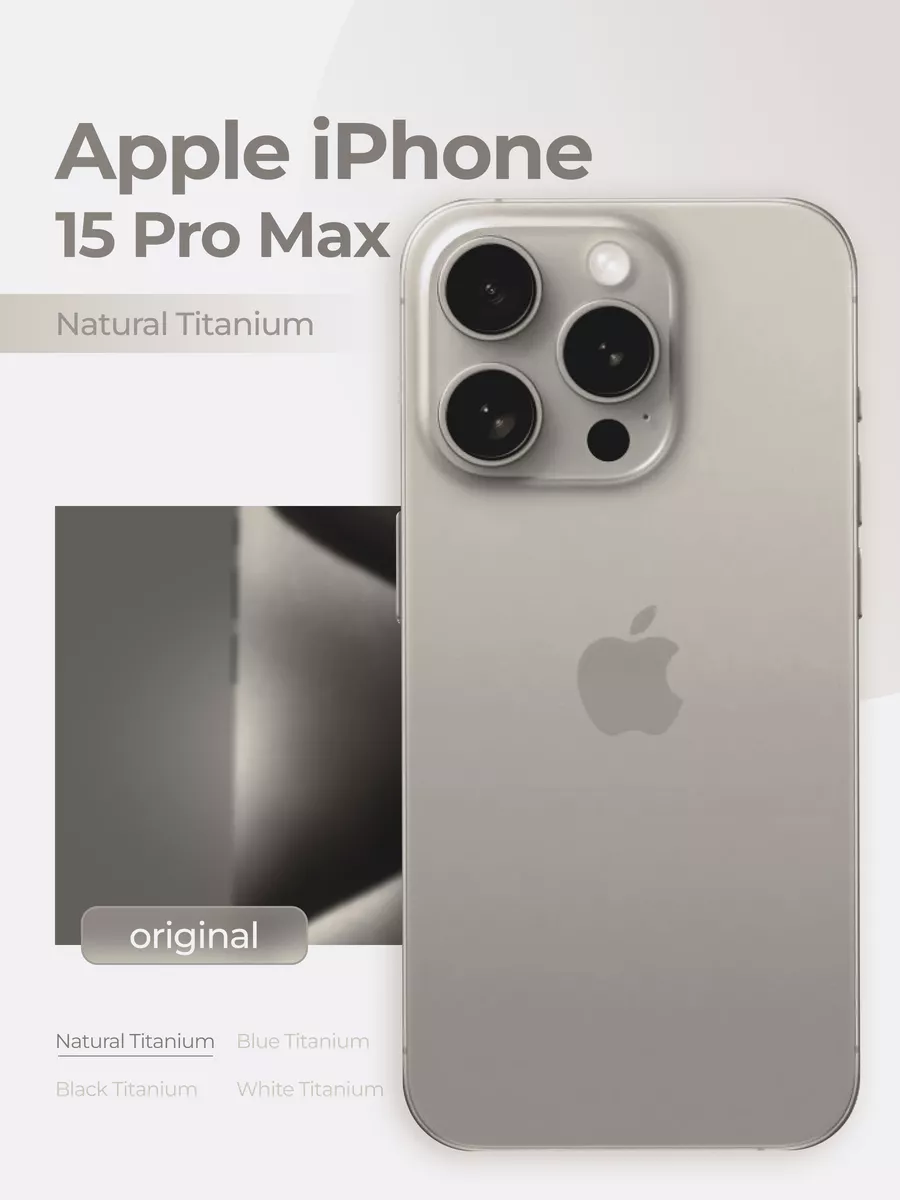 Apple iPhone
15 Pro Max
Natural Titanium
original
Natural Titanium Blue Titanium
Black Titanium White Titanium